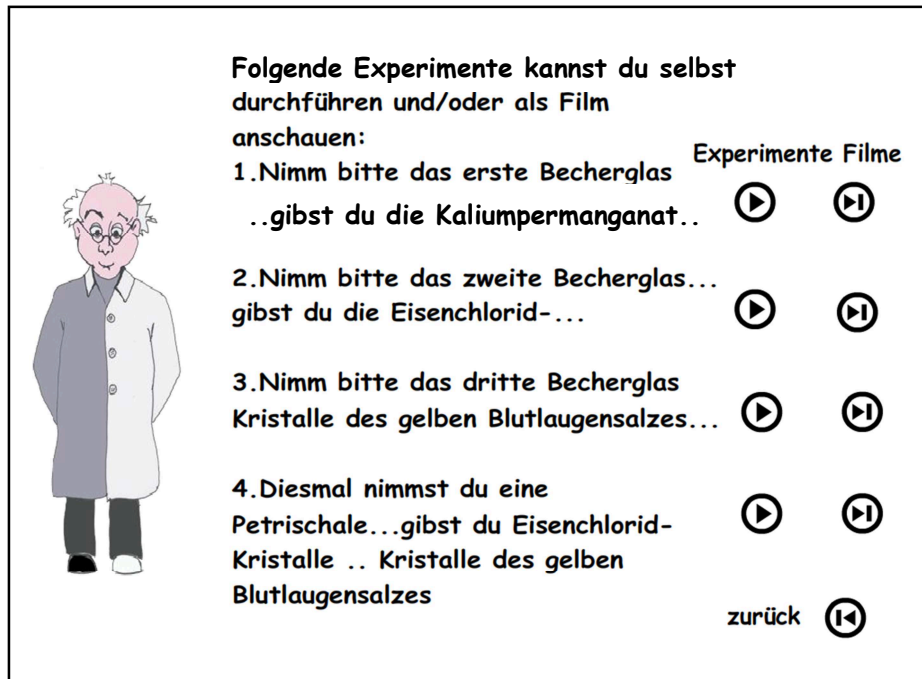 Folgende Experimente kannst du selbst
durchführen und/oder als Film
anschauen:
Experimente Filme
1.Nimm bitte das erste Becherglas
..gibst du die Kaliumpermanganat..
2.Nimm bitte das zweite Becherglas...
gibst du die Eisenchlorid-...
3.Nimm bitte das dritte Becherglas
Kristalle des gelben Blutlaugensalzes...
4.Diesmal nimmst du eine
Petrischale...gibst du Eisenchlorid-
Kristalle .. Kristalle des gelben
Blutlaugensalzes
zurück